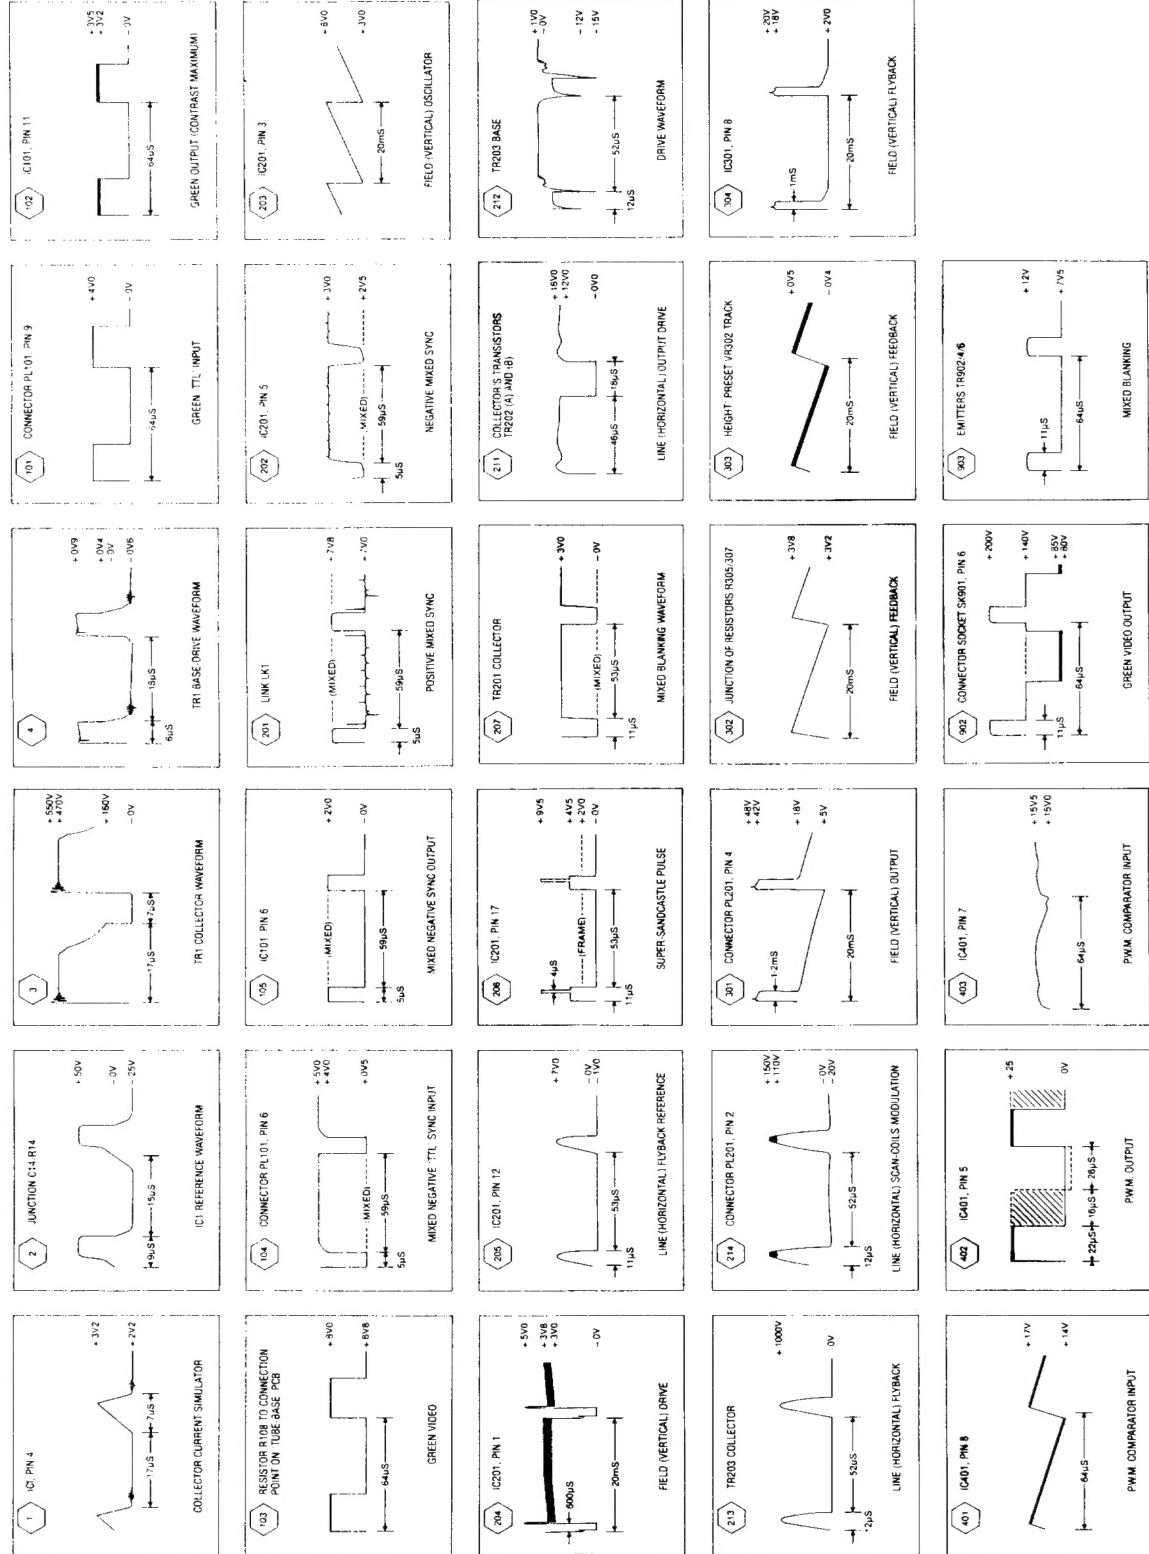 1
IC1, PIN 4
+ 3V2
+ 2V2
17µS
7µS
COLLECTOR CURRENT SIMULATOR
2
JUNCTION C14/R14
+ 50V
– 0V
– 25V
9µS
15µS
IC1 REFERENCE WAVEFORM
3
+ 550V
+ 470V
+ 160V
– 0V
17µS
7µS
TR1 COLLECTOR WAVEFORM
4
+ 0V9
+ 0V4
– 0V
– 0V6
6µS
18µS
TR1 BASE-DRIVE WAVEFORM
101
CONNECTOR PL101, PIN 9
+ 4V0
– 0V
64µS
GREEN TTL INPUT
102
IC101, PIN 11
+ 3V5
+ 3V2
– 0V
64µS
GREEN OUTPUT (CONTRAST MAXIMUM)
103
RESISTOR R108 TO CONNECTION
POINT ON TUBE BASE PCB
+ 8V0
+ 6V8
64µS
GREEN VIDEO
104
CONNECTOR PL101, PIN 6
+ 5V0
+ 4V0
+ 0V5
(MIXED)
59µS
5µS
MIXED NEGATIVE TTL SYNC INPUT
105
IC101, PIN 6
+ 2V0
– 0V
(MIXED)
59µS
5µS
MIXED NEGATIVE SYNC OUTPUT
201
LINK LK1
+ 7V8
+ 7V0
(MIXED)
59µS
5µS
POSITIVE MIXED SYNC
202
IC201, PIN 5
+ 3V0
+ 2V5
(MIXED)
59µS
5µS
NEGATIVE MIXED SYNC
203
IC201, PIN 3
+ 6V0
+ 3V0
20mS
FIELD (VERTICAL) OSCILLATOR
204
IC201, PIN 1
+ 5V0
+ 3V8
+ 3V0
– 0V
600µS
20mS
FIELD (VERTICAL) DRIVE
205
IC201, PIN 12
+ 7V0
– 0V
– 1V0
53µS
11µS
LINE (HORIZONTAL) FLYBACK REFERENCE
206
IC201, PIN 17
+ 9V5
+ 4V5
+ 2V0
– 0V
4µS
(FRAME)
53µS
11µS
SUPER-SANDCASTLE PULSE
207
TR201 COLLECTOR
+ 3V0
– 0V
(MIXED)
53µS
11µS
MIXED BLANKING WAVEFORM
211
COLLECTOR'S TRANSISTORS
TR202 (A) AND (B)
+ 16V0
+ 12V0
– 0V0
46µS
18µS
LINE (HORIZONTAL) OUTPUT DRIVE
212
TR203 BASE
+ 1V0
– 0V
– 12V
– 15V
52µS
12µS
DRIVE WAVEFORM
213
TR203 COLLECTOR
+ 1000V
0V
52µS
12µS
LINE (HORIZONTAL) FLYBACK
214
CONNECTOR PL201, PIN 2
+ 150V
+ 110V
– 0V
– 20V
52µS
12µS
LINE (HORIZONTAL) SCAN-COILS MODULATION
301
CONNECTOR PL201, PIN 4
+ 48V
+ 42V
+ 18V
+ 5V
1·2mS
20mS
FIELD (VERTICAL) OUTPUT
302
JUNCTION OF RESISTORS R305/307
+ 3V8
+ 3V2
20mS
FIELD (VERTICAL) FEEDBACK
303
HEIGHT PRESET VR302 TRACK
+ 0V5
– 0V4
20mS
FIELD (VERTICAL) FEEDBACK
304
IC301, PIN 8
+ 20V
+ 18V
+ 2V0
1mS
20mS
FIELD (VERTICAL) FLYBACK
401
IC401, PIN 8
+ 17V
+ 14V
64µS
P.W.M. COMPARATOR INPUT
402
IC401, PIN 5
+ 25
0V
22µS
16µS
26µS
P.W.M. OUTPUT
403
IC401, PIN 7
+ 15V5
+ 15V0
64µS
P.W.M. COMPARATOR INPUT
902
CONNECTOR SOCKET SK901, PIN 6
+ 200V
+ 140V
+ 85V
+ 80V
64µS
11µS
GREEN VIDEO OUTPUT
903
EMITTERS TR902/4/6
+ 12V
+ 7V5
11µS
64µS
MIXED BLANKING